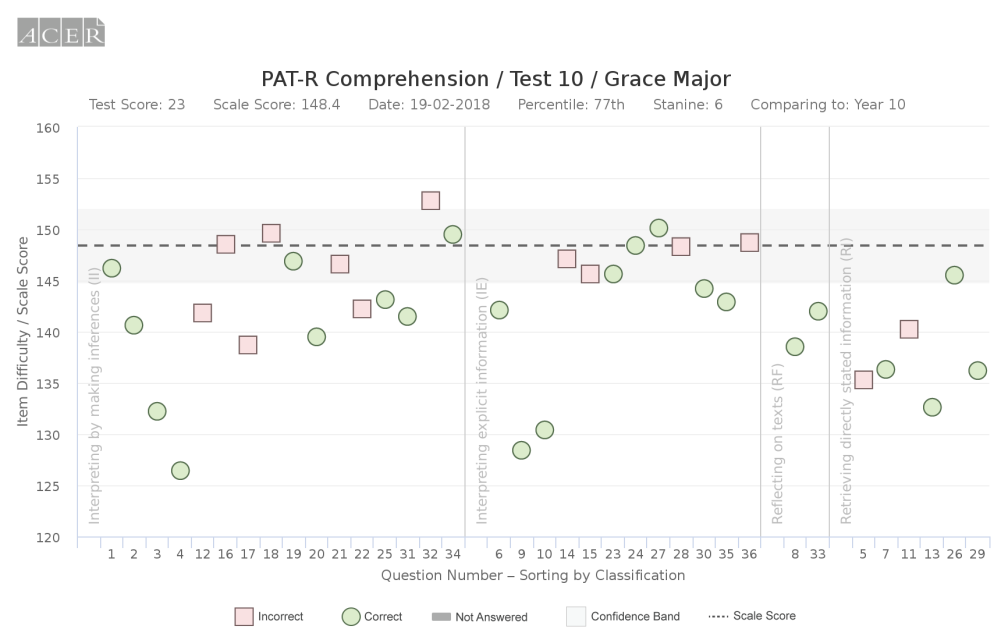 ACER
PAT-R Comprehension / Test 10 / Grace Major
Test Score: 23 Scale Score: 148.4 Date: 19-02-2018 Percentile: 77th Stanine: 6 Comparing to: Year 10
Item Difficulty / Scale Score
160
155
150
145
140
135
130
125
120
Interpreting by making inferences (II)
Interpreting explicit information (IE)
Reflecting on texts (RF)
Retrieving directly stated information (RI)
1 2 3 4 12 16 17 18 19 20 21 22 25 31 32 34 6 9 10 14 15 23 24 27 28 30 35 36 8 33 5 7 11 13 26 29
Question Number – Sorting by Classification
Incorrect Correct Not Answered Confidence Band Scale Score